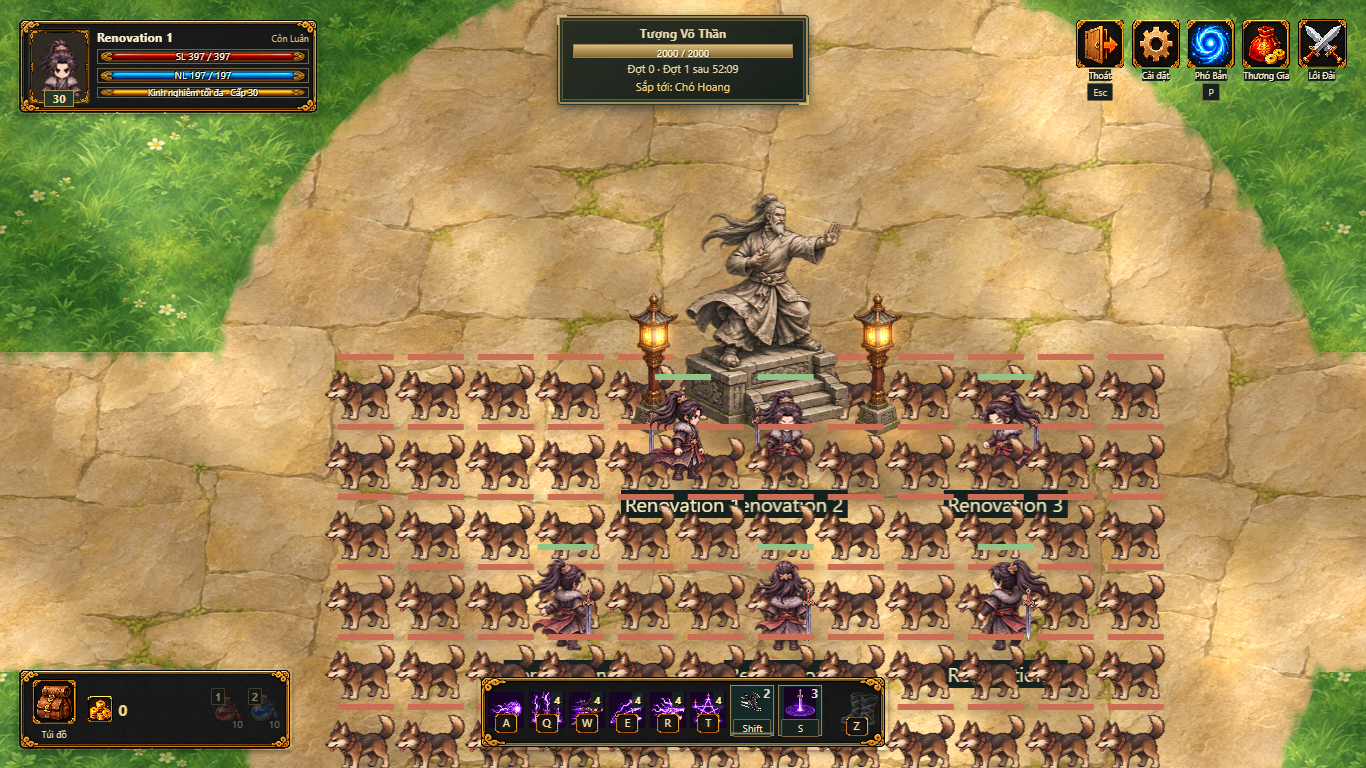 Renovation 1
Côn Luân
SL 397 / 397
NL 197 / 197
Kinh nghiệm tối đa - Cấp 30
30
Tượng Võ Thần
2000 / 2000
Đợt 0 · Đợt 1 sau 52:09
Sắp tới: Chó Hoang
Thoát
Cài đặt
Phó Bản
Thương Gia
Lôi Đài
Esc
P
Renovation
enovation 2
Renovation 3
Túi đồ
0
1
2
10
10
4
4
4
4
4
2
3
A
Q
W
E
R
T
Shift
S
Z